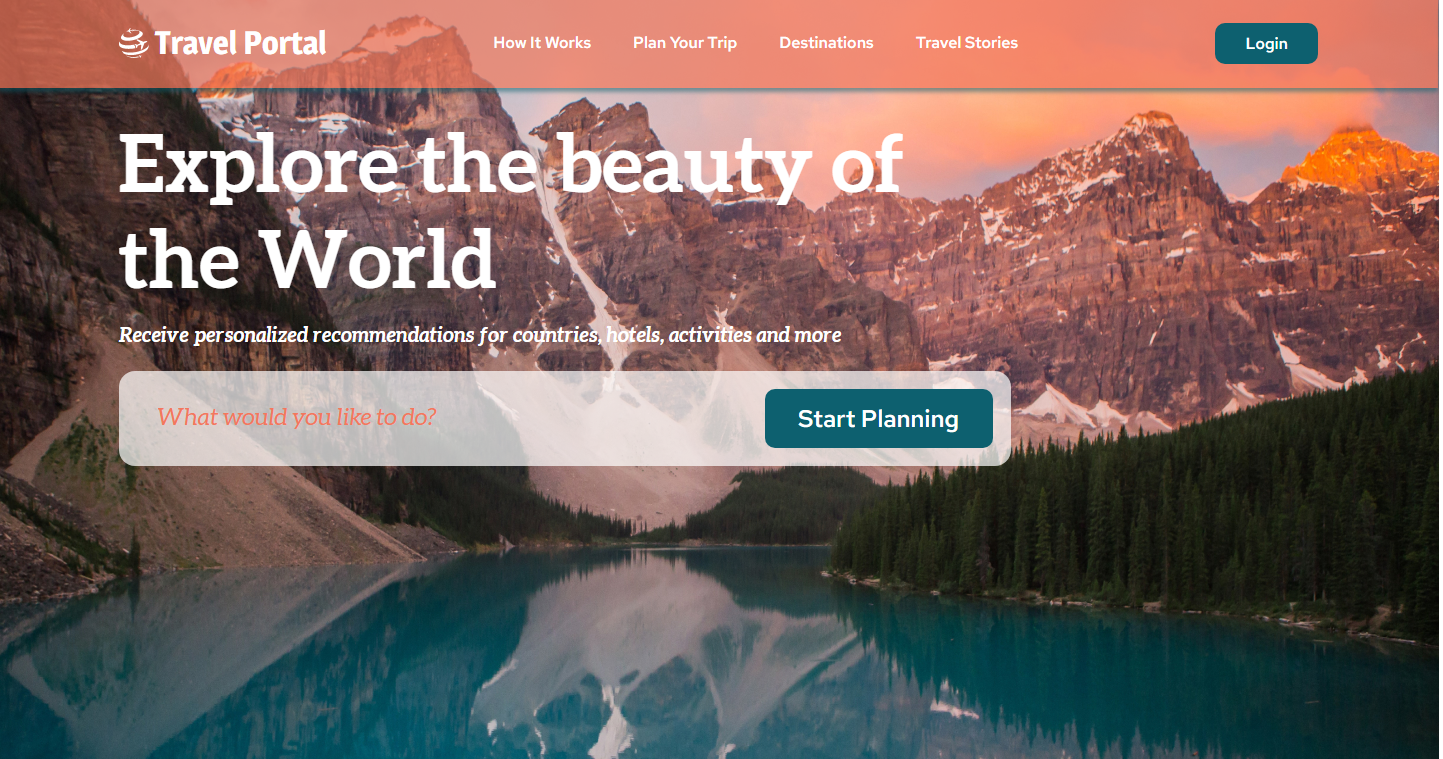 Travel Portal
How It Works
Plan Your Trip
Destinations
Travel Stories
Login
Explore the beauty of
the World
Receive personalized recommendations for countries, hotels, activities and more
What would you like to do?
Start Planning